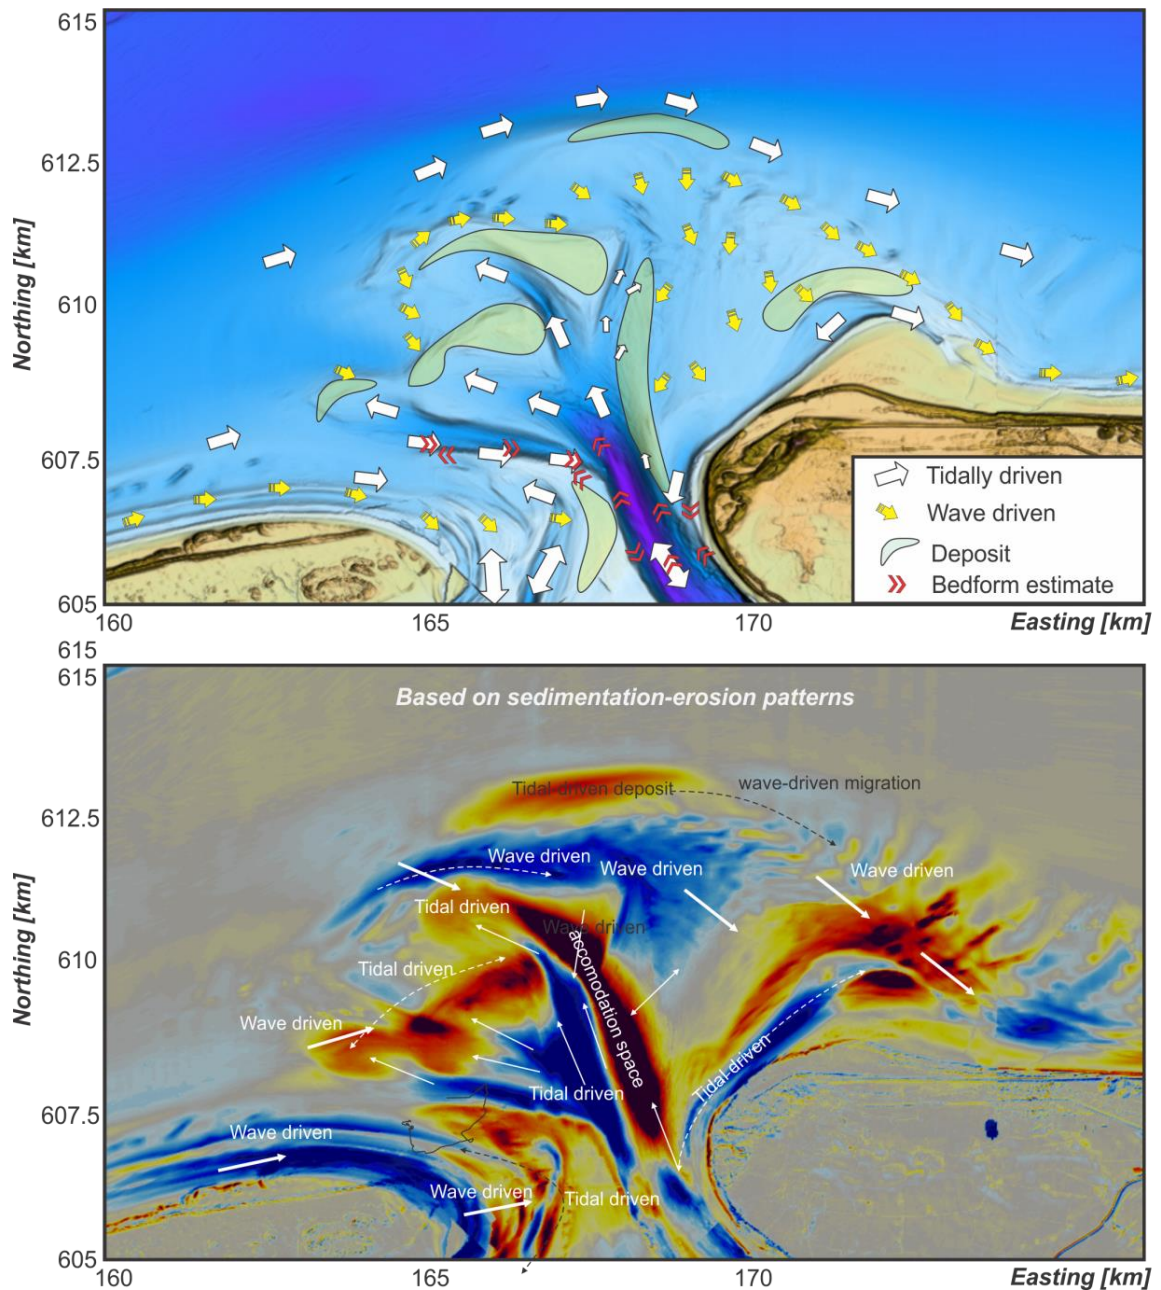 615
612.5
610
607.5
605
Northing [km]
Tidally driven
Wave driven
Deposit
Bedform estimate
160
165
170
Easting [km]
615
615
612.5
610
607.5
605
Northing [km]
Based on sedimentation-erosion patterns
Tidal-driven deposit
wave-driven migration
Wave driven
Wave driven
Wave driven
Tidal driven
Wave driven
accomodation space
Tidal driven
Wave driven
Tidal driven
Tidal-driven
Wave driven
Wave driven
Tidal driven
160
165
170
Easting [km]